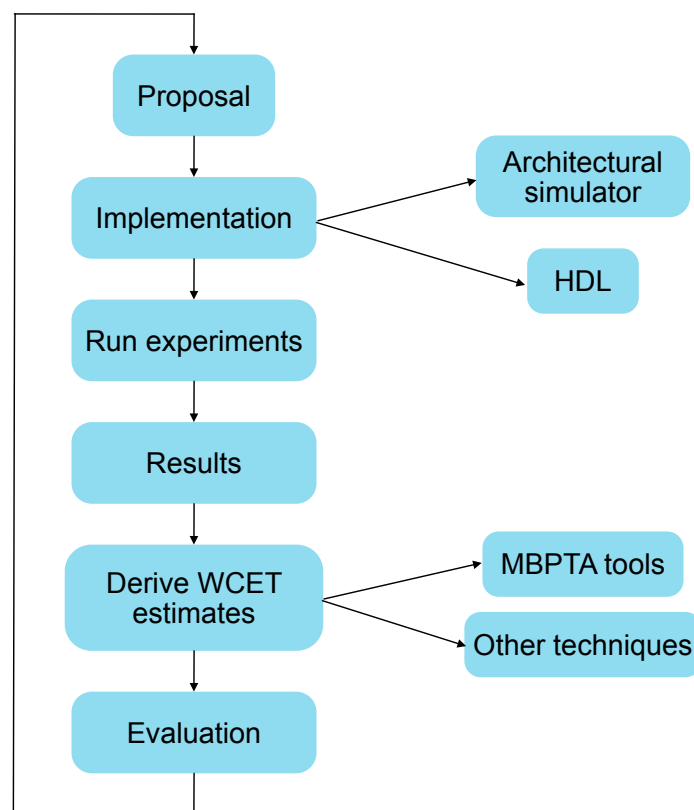 Proposal
Implementation
Architectural
simulator
HDL
Run experiments
Results
Derive WCET
estimates
MBPTA tools
Other techniques
Evaluation